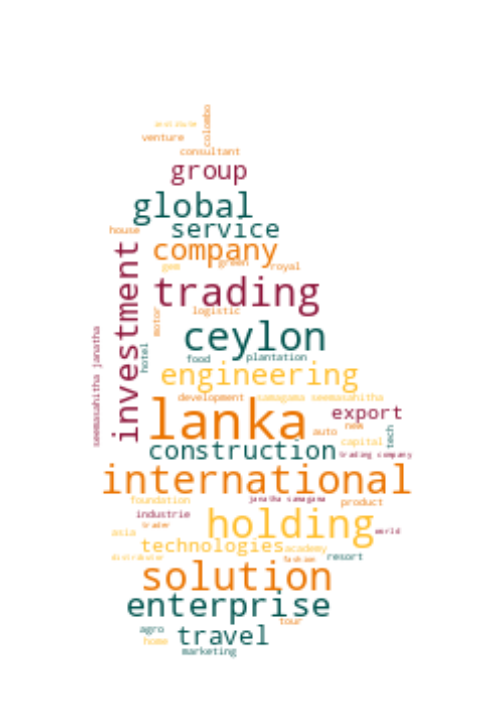 institute
colombo
venture
consultant
group
global
service
house
company
investment
gem
green
royal
trading
logistic
motor
ceylon
seemasahitha janatha
hotel
food
plantation
engineering
development
samagama seemasahitha
lanka
export
auto
new
tech
capital
construction
trading company
international
foundation
janatha samagama
product
holding
industrie
trader
world
asia
technologies
academy
distributor
fashion
resort
solution
enterprise
tour
agro
travel
home
marketing